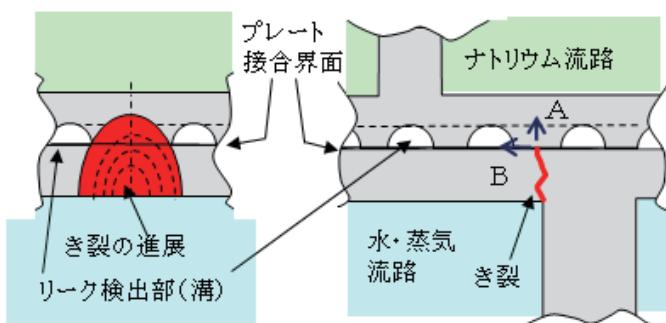 プレート
接合界面
ナトリウム流路
A
B
き裂の進展
リーク検出部(溝)
水・蒸気
流路
き裂